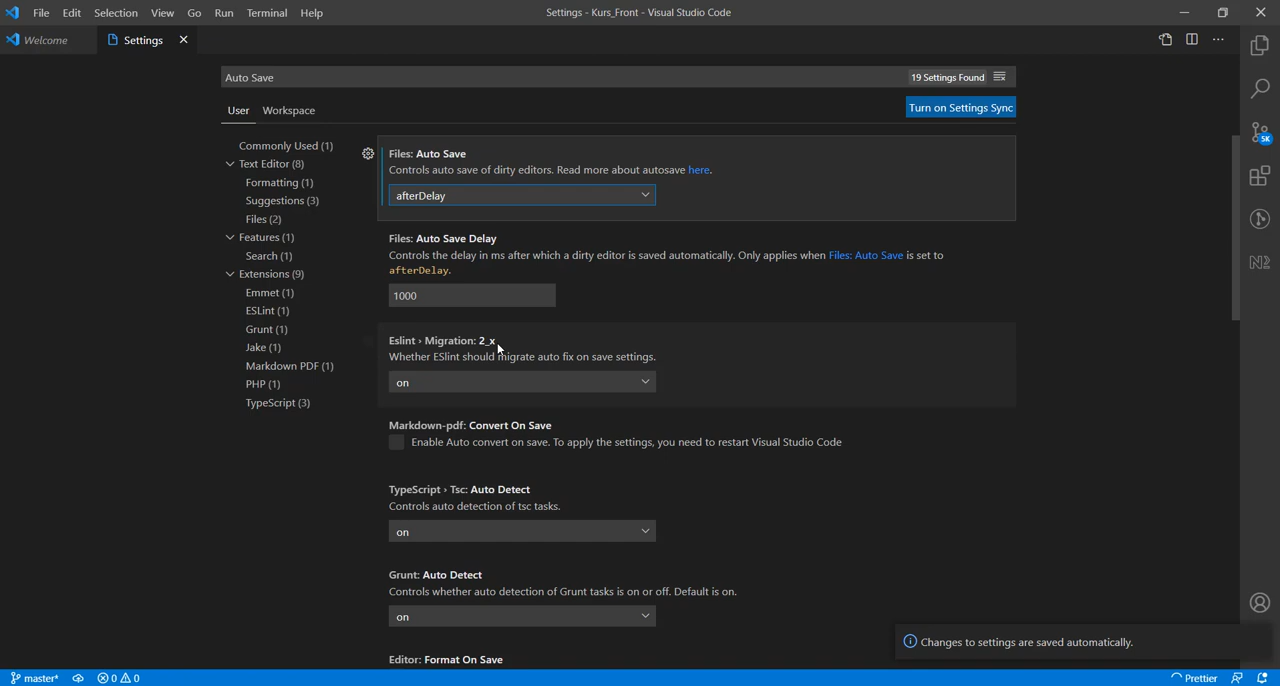 File Edit Selection View Go Run Terminal Help
Settings - Kurs_Front - Visual Studio Code
Welcome
Settings
Auto Save
19 Settings Found
User Workspace
Turn on Settings Sync
Commonly Used (1)
Text Editor (8)
Formatting (1)
Suggestions (3)
Files (2)
Features (1)
Search (1)
Extensions (9)
Emmet (1)
ESLint (1)
Grunt (1)
Jake (1)
Markdown PDF (1)
PHP (1)
TypeScript (3)
Files: Auto Save
Controls auto save of dirty editors. Read more about autosave here.
afterDelay
Files: Auto Save Delay
Controls the delay in ms after which a dirty editor is saved automatically. Only applies when Files: Auto Save is set to
afterDelay.
1000
Eslint › Migration: 2_x
Whether ESlint should migrate auto fix on save settings.
on
Markdown-pdf: Convert On Save
Enable Auto convert on save. To apply the settings, you need to restart Visual Studio Code
TypeScript › Tsc: Auto Detect
Controls auto detection of tsc tasks.
on
Grunt: Auto Detect
Controls whether auto detection of Grunt tasks is on or off. Default is on.
on
Editor: Format On Save
5K
N
Changes to settings are saved automatically.
master*
0
0
Prettier